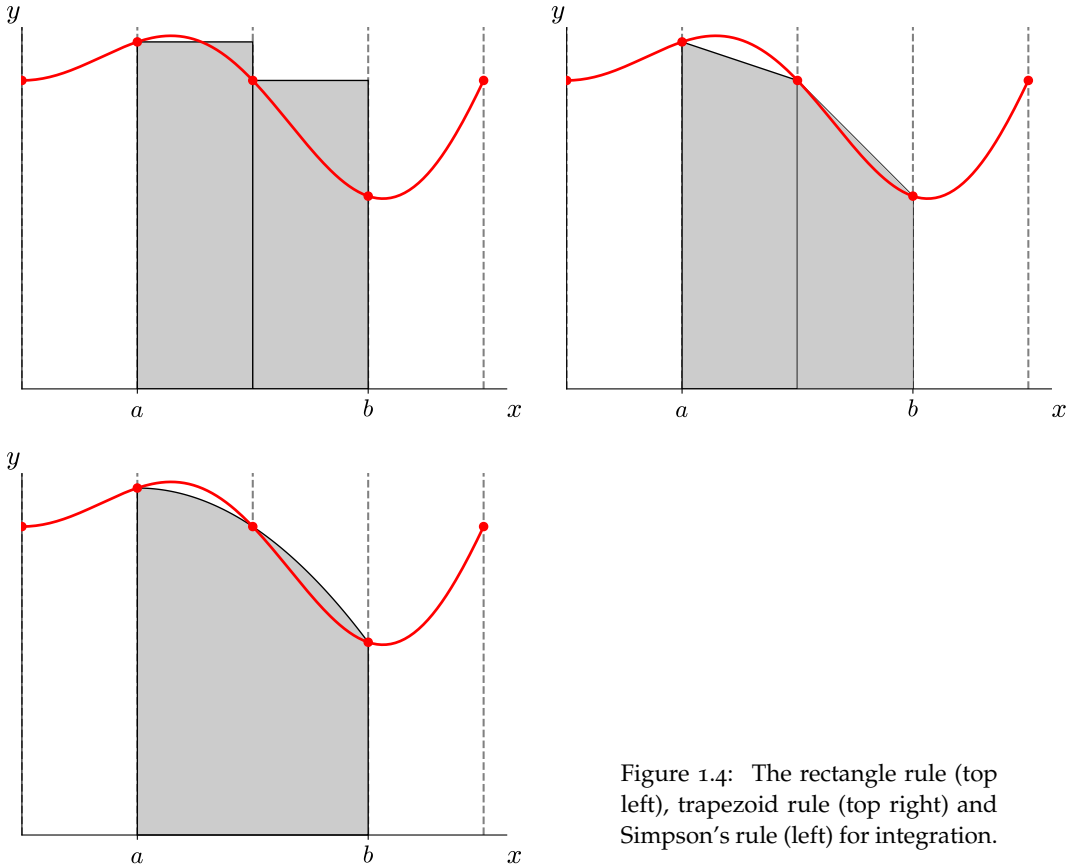 y
a
b
x
y
a
b
x
y
a
b
x
Figure 1.4: The rectangle rule (top
left), trapezoid rule (top right) and
Simpson's rule (left) for integration.